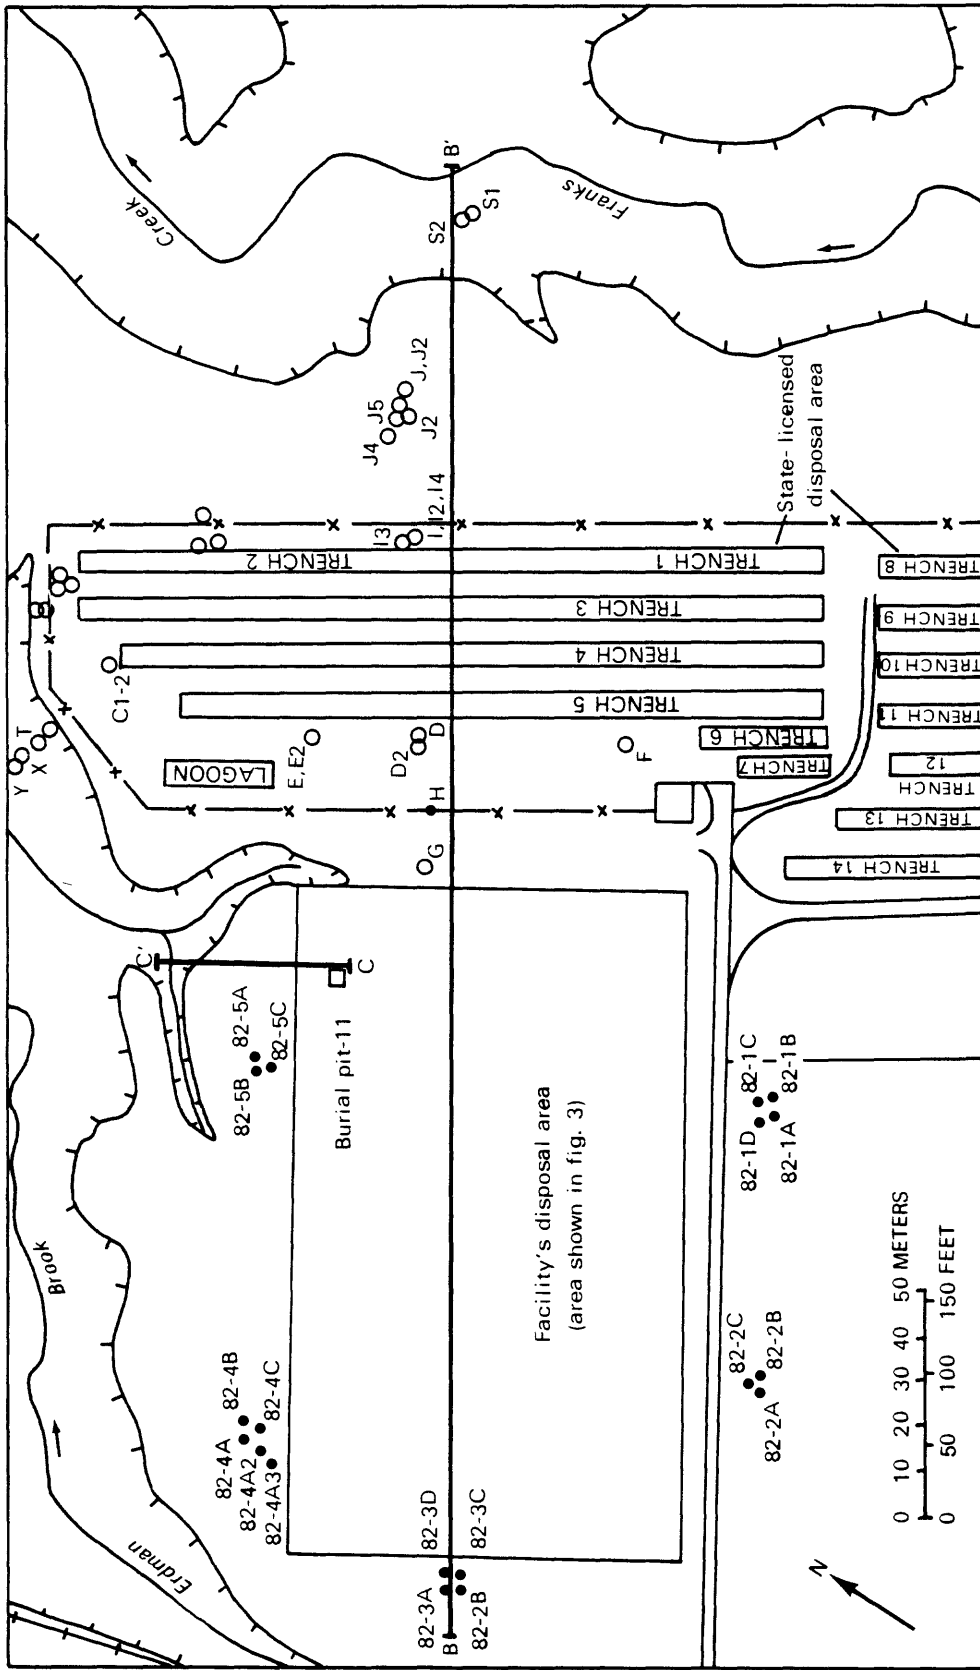 Creek
B'
S2
S1
Franks
J, J2
J5
J2
J4
I3
I, I2, I4
State-licensed
disposal area
TRENCH 2
TRENCH 1
TRENCH 3
TRENCH 4
TRENCH 5
TRENCH 6
TRENCH 7
TRENCH 8
TRENCH 9
TRENCH 10
TRENCH 11
TRENCH
12
TRENCH 13
TRENCH 14
C1-2
T
X
Y
LAGOON
E, E2
D2
D
F
H
G
C'
C
Burial pit-11
82-5A
82-5B
82-5C
82-1C
82-1B
82-1D
82-1A
Facility's disposal area
(area shown in fig. 3)
Brook
Erdman
82-4B
82-4A
82-4C
82-4A2
82-4A3
82-3D
82-3C
82-3A
82-2B
B
82-2C
82-2B
82-2A
0 10 20 30 40 50 METERS
0 50 100 150 FEET
N